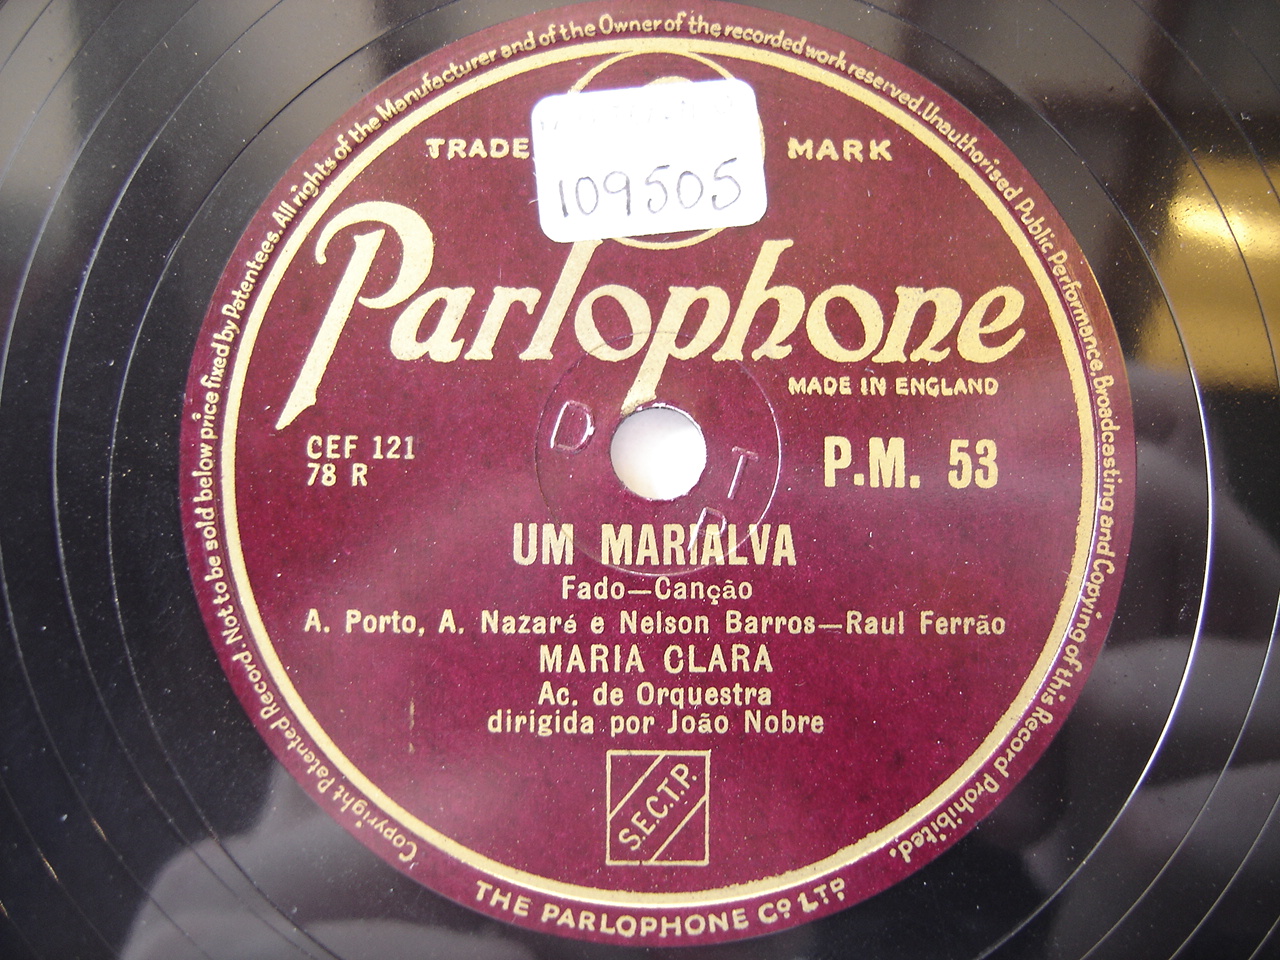 Copyright Patented Record. Not to be sold below price fixed by Patentees. All rights of the Manufacturer and of the Owner of the recorded work reserved. Unauthorised Public Performance, Broadcasting and Copying of this Record Prohibited.
TRADE MARK
109505
Parlophone
MADE IN ENGLAND
CEF 121
78 R
P.M. 53
D
T
UM MARIALVA
Fado—Canção
A. Porto, A. Nazaré e Nelson Barros—Raul Ferrão
MARIA CLARA
Ac. de Orquestra
dirigida por João Nobre
S.E.C.T.P.
THE PARLOPHONE CO LTD